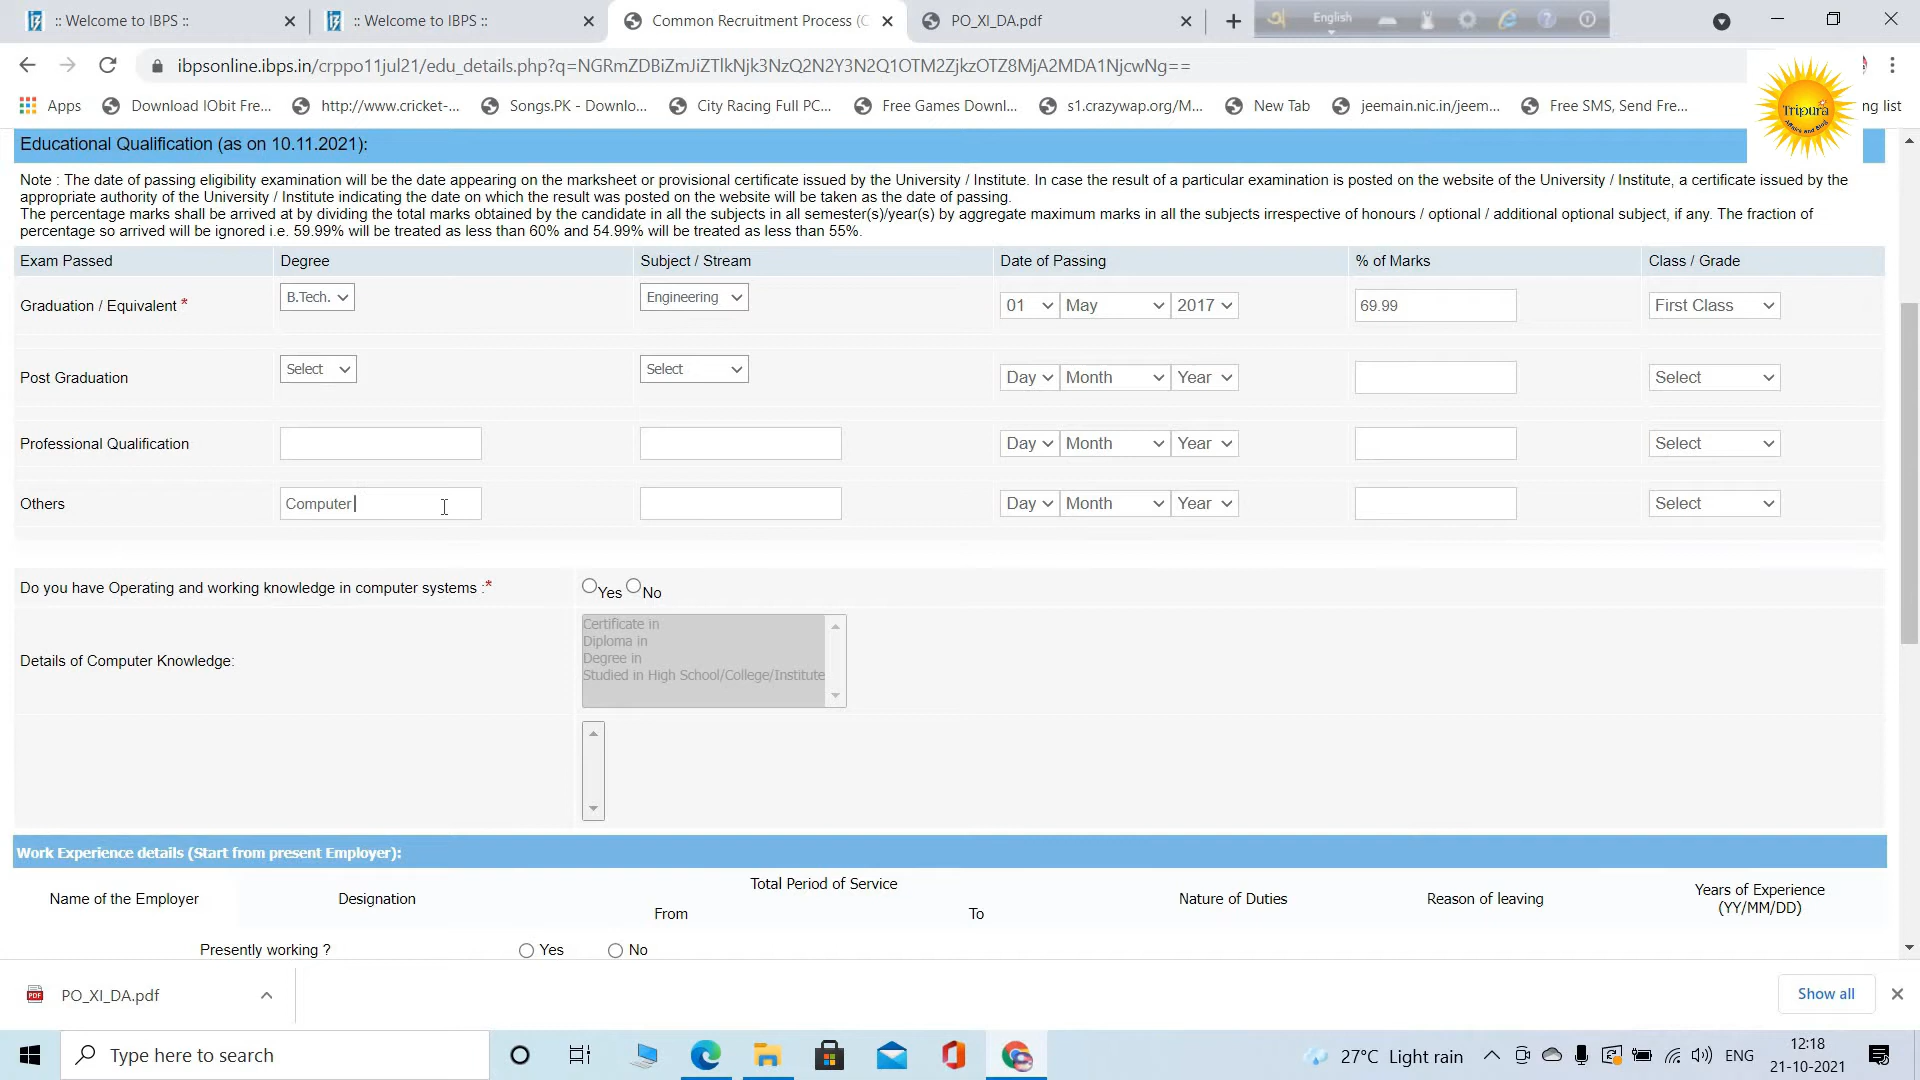 :: Welcome to IBPS ::
:: Welcome to IBPS ::
Common Recruitment Process (C
PO_XI_DA.pdf
English
ibpsonline.ibps.in/crppo11jul21/edu_details.php?q=NGRmZDBiZmJiZTlkNjk3NzQ2N2Y3N2Q1OTM2ZjkzOTZ8MjA2MDA1NjcwNg==
Apps
Download IObit Fre...
http://www.cricket-...
Songs.PK - Downlo...
City Racing Full PC...
Free Games Downl...
s1.crazywap.org/M...
New Tab
jeemain.nic.in/jeem...
Free SMS, Send Fre...
ng list
Tripura
Educational Qualification (as on 10.11.2021):
Note : The date of passing eligibility examination will be the date appearing on the marksheet or provisional certificate issued by the University / Institute. In case the result of a particular examination is posted on the website of the University / Institute, a certificate issued by the
appropriate authority of the University / Institute indicating the date on which the result was posted on the website will be taken as the date of passing.
The percentage marks shall be arrived at by dividing the total marks obtained by the candidate in all the subjects in all semester(s)/year(s) by aggregate maximum marks in all the subjects irrespective of honours / optional / additional optional subject, if any. The fraction of
percentage so arrived will be ignored i.e. 59.99% will be treated as less than 60% and 54.99% will be treated as less than 55%.
Exam Passed Degree Subject / Stream Date of Passing % of Marks Class / Grade
Graduation / Equivalent * B.Tech. Engineering 01 May 2017 69.99 First Class
Post Graduation Select Select Day Month Year Select
Professional Qualification Day Month Year Select
Others Computer Day Month Year Select
Do you have Operating and working knowledge in computer systems :* Yes No
Details of Computer Knowledge:
Certificate in
Diploma in
Degree in
Studied in High School/College/Institute
Work Experience details (Start from present Employer):
Name of the Employer Designation Total Period of Service Nature of Duties Reason of leaving Years of Experience
From To (YY/MM/DD)
Presently working ? Yes No
PDF PO_XI_DA.pdf
Show all
Type here to search
27°C Light rain
ENG
12:18
21-10-2021